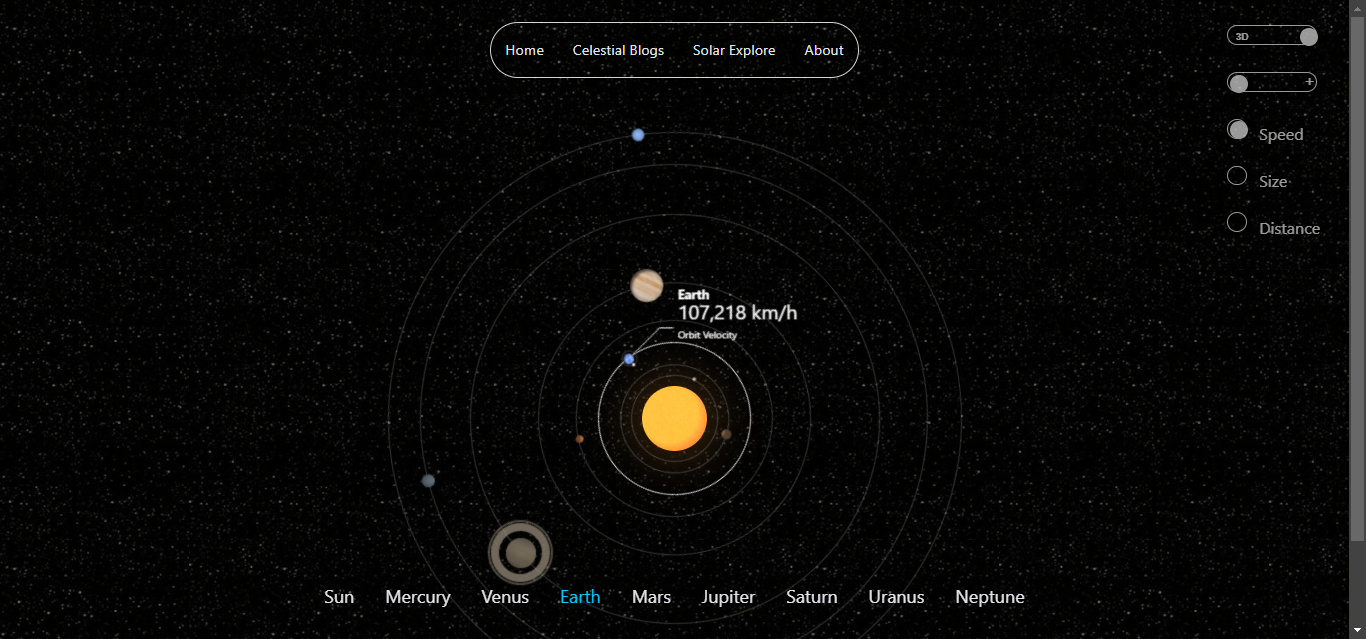 Home Celestial Blogs Solar Explore About
3D
+
Speed
Size
Distance
Earth
107,218 km/h
Orbit Velocity
Sun Mercury Venus Earth Mars Jupiter Saturn Uranus Neptune